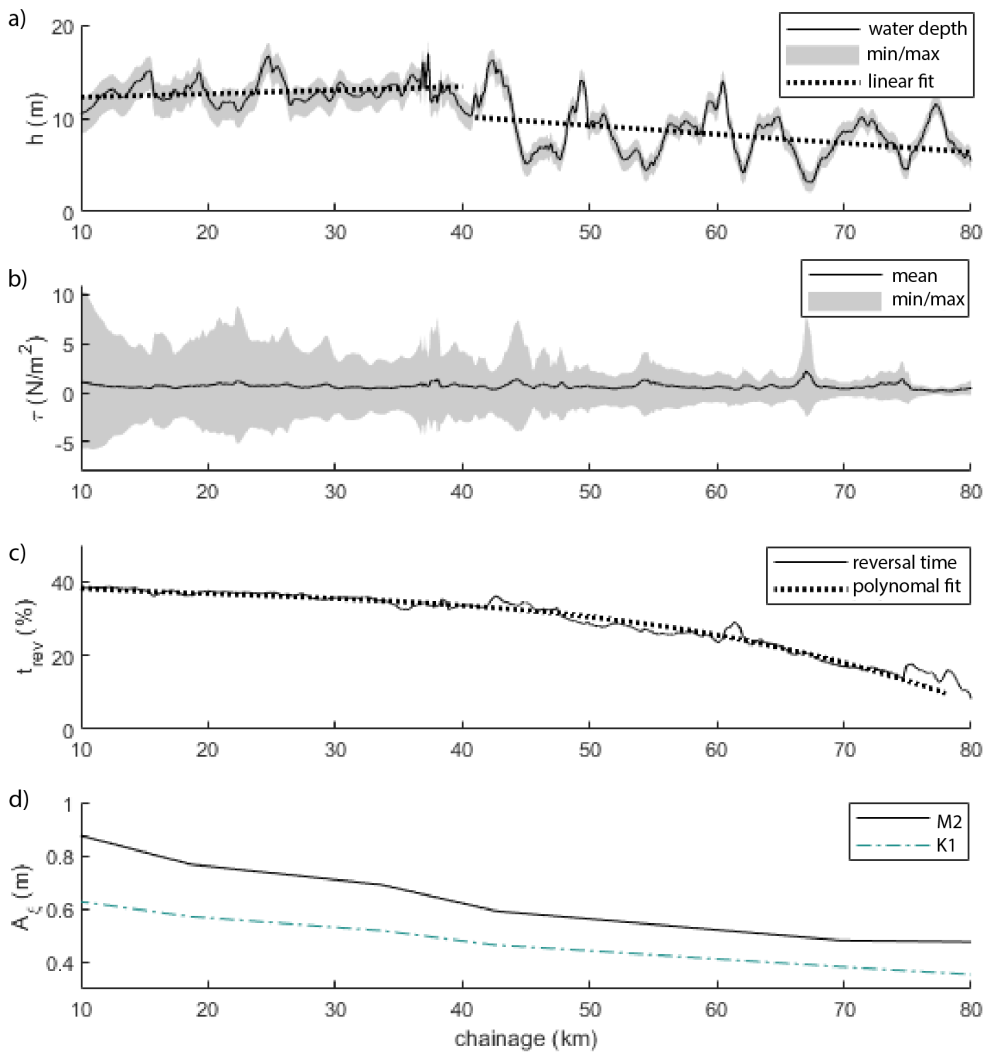 a)
water depth
min/max
linear fit
20
10
0
h (m)
10 20 30 40 50 60 70 80
b)
mean
min/max
10
5
0
-5
τ (N/m²)
10 20 30 40 50 60 70 80
c)
reversal time
polynomal fit
40
20
0
t_rev (%)
10 20 30 40 50 60 70 80
d)
M2
K1
1
0.8
0.6
0.4
A_ξ (m)
10 20 30 40 50 60 70 80
chainage (km)